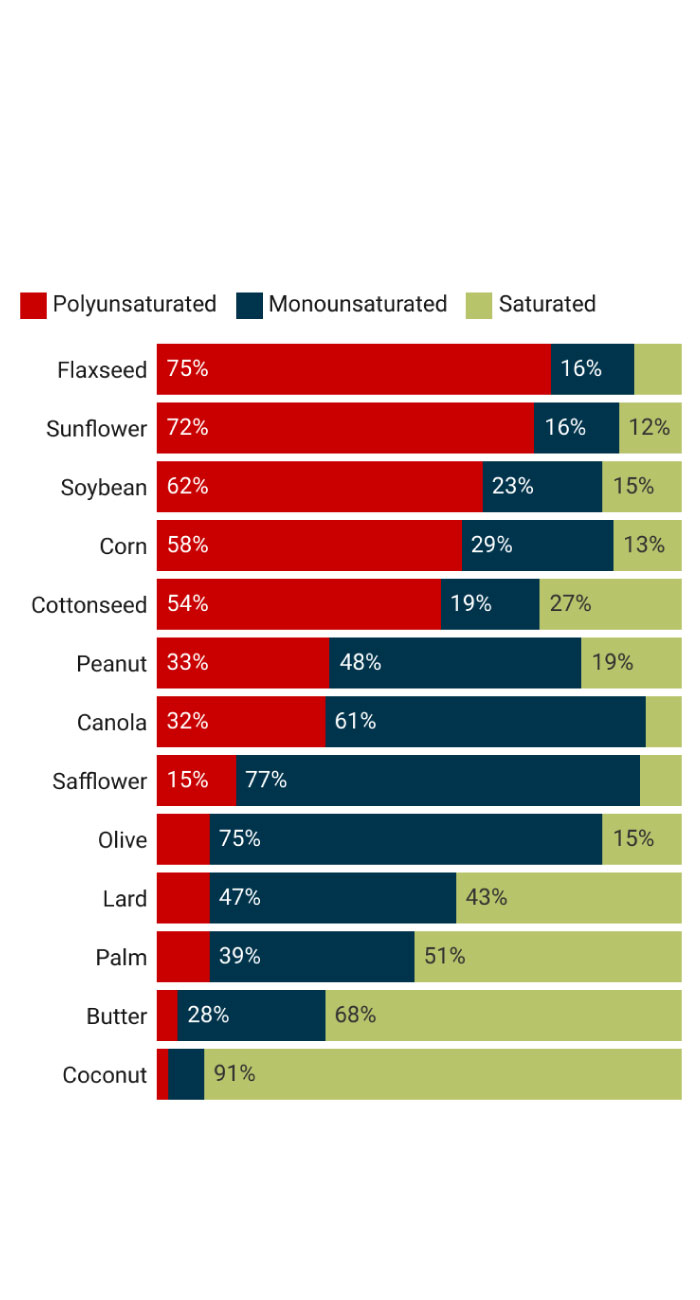 Polyunsaturated Monounsaturated Saturated
Flaxseed 75% 16%
Sunflower 72% 16% 12%
Soybean 62% 23% 15%
Corn 58% 29% 13%
Cottonseed 54% 19% 27%
Peanut 33% 48% 19%
Canola 32% 61%
Safflower 15% 77%
Olive 75% 15%
Lard 47% 43%
Palm 39% 51%
Butter 28% 68%
Coconut 91%